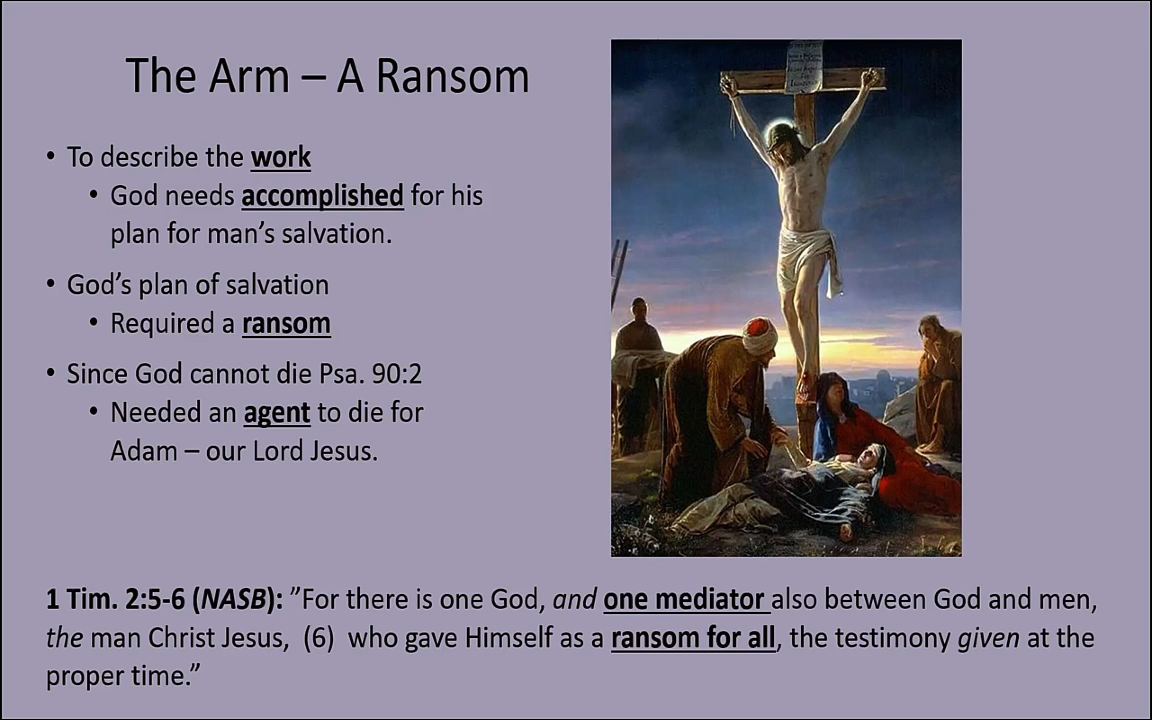 The Arm – A Ransom
• To describe the work
• God needs accomplished for his
plan for man’s salvation.
• God’s plan of salvation
• Required a ransom
• Since God cannot die Psa. 90:2
• Needed an agent to die for
Adam – our Lord Jesus.
1 Tim. 2:5-6 (NASB): ”For there is one God, and one mediator also between God and men,
the man Christ Jesus, (6) who gave Himself as a ransom for all, the testimony given at the
proper time.”